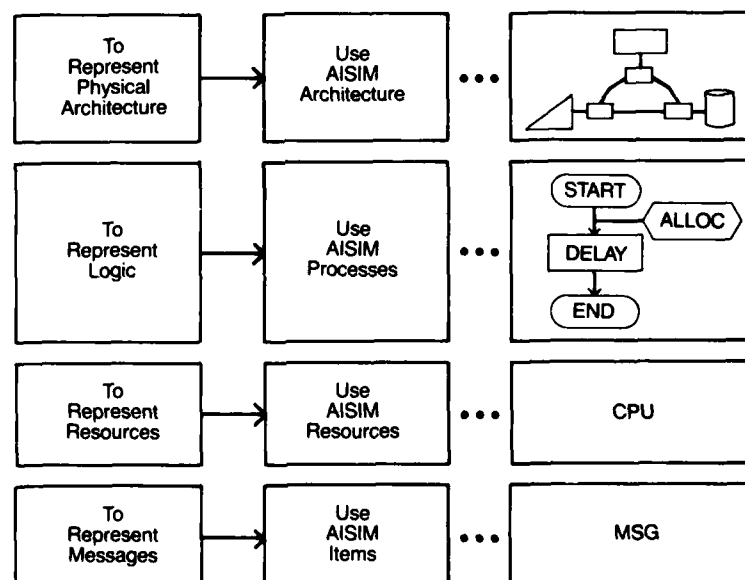 To
Represent
Physical
Architecture
Use
AISIM
Architecture
To
Represent
Logic
Use
AISIM
Processes
START
ALLOC
DELAY
END
To
Represent
Resources
Use
AISIM
Resources
CPU
To
Represent
Messages
Use
AISIM
Items
MSG